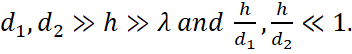 d₁, d₂ ≫ h ≫ λ and h/d₁, h/d₂ ≪ 1.